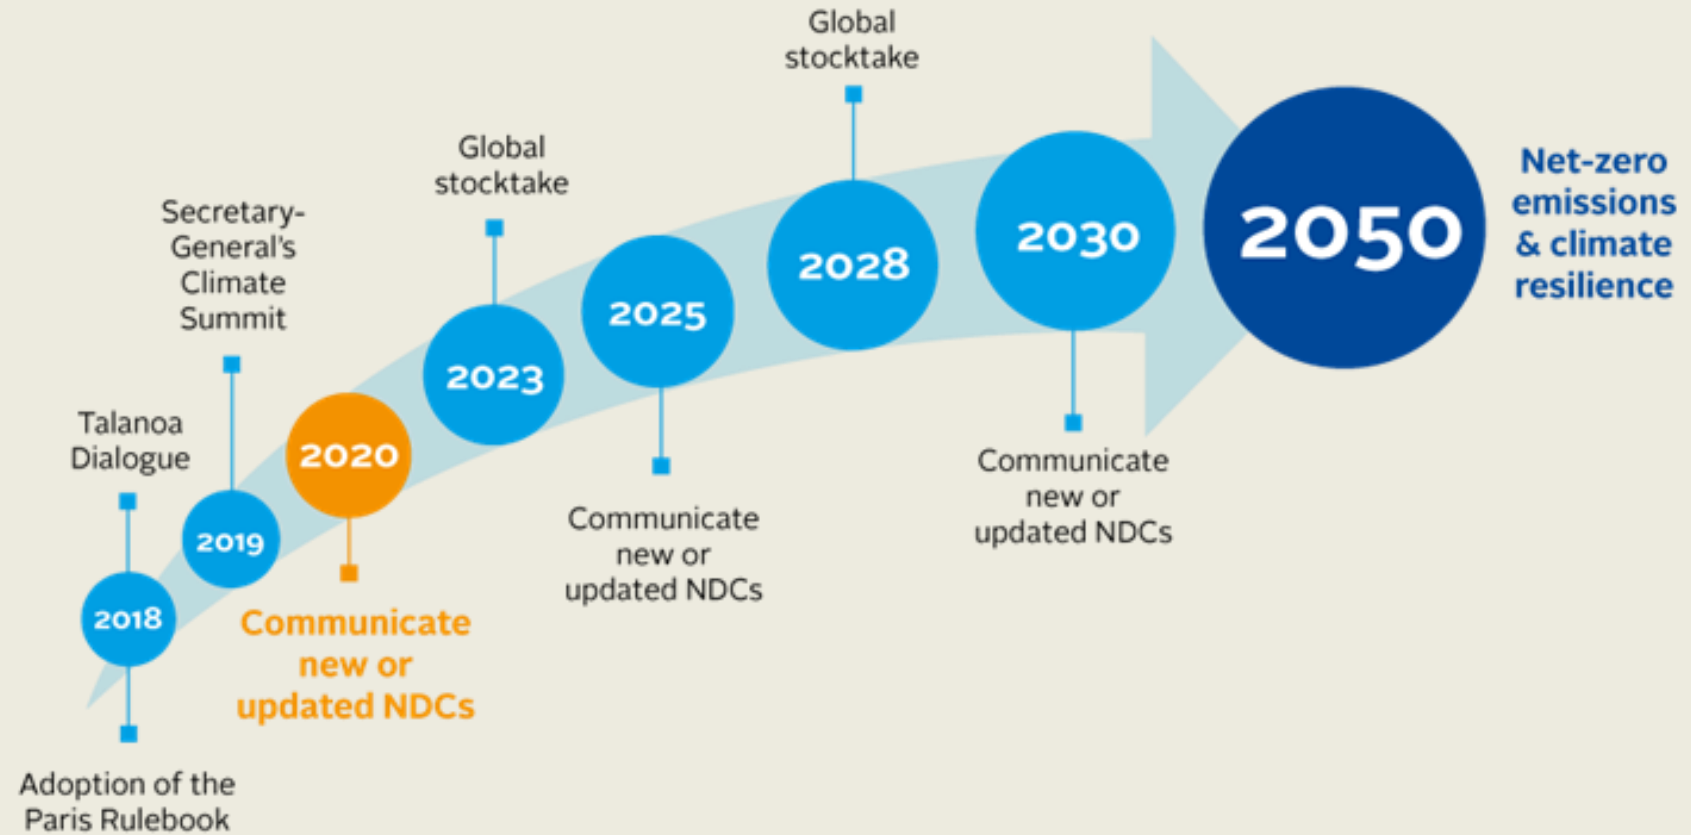 Talanoa
Dialogue
2018
Adoption of the
Paris Rulebook
Secretary-
General's
Climate
Summit
2019
2020
Communicate
new or
updated NDCs
Global
stocktake
2023
2025
Communicate
new or
updated NDCs
Global
stocktake
2028
2030
Communicate
new or
updated NDCs
2050
Net-zero
emissions
& climate
resilience